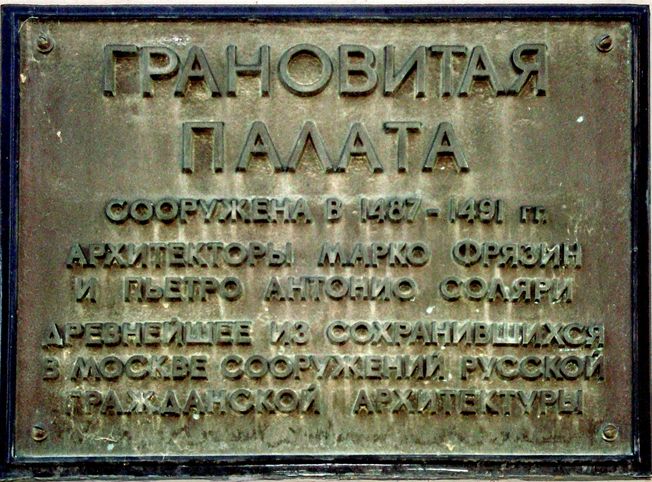 ГРАНОВИТАЯ
ПАЛАТА
СООРУЖЕНА В 1487-1491 гг.
АРХИТЕКТОРЫ МАРКО ФРЯЗИН
И ПЬЕТРО АНТОНИО СОЛЯРИ
ДРЕВНЕЙШЕЕ ИЗ СОХРАНИВШИХСЯ
В МОСКВЕ СООРУЖЕНИЙ РУССКОЙ
ГРАЖДАНСКОЙ АРХИТЕКТУРЫ